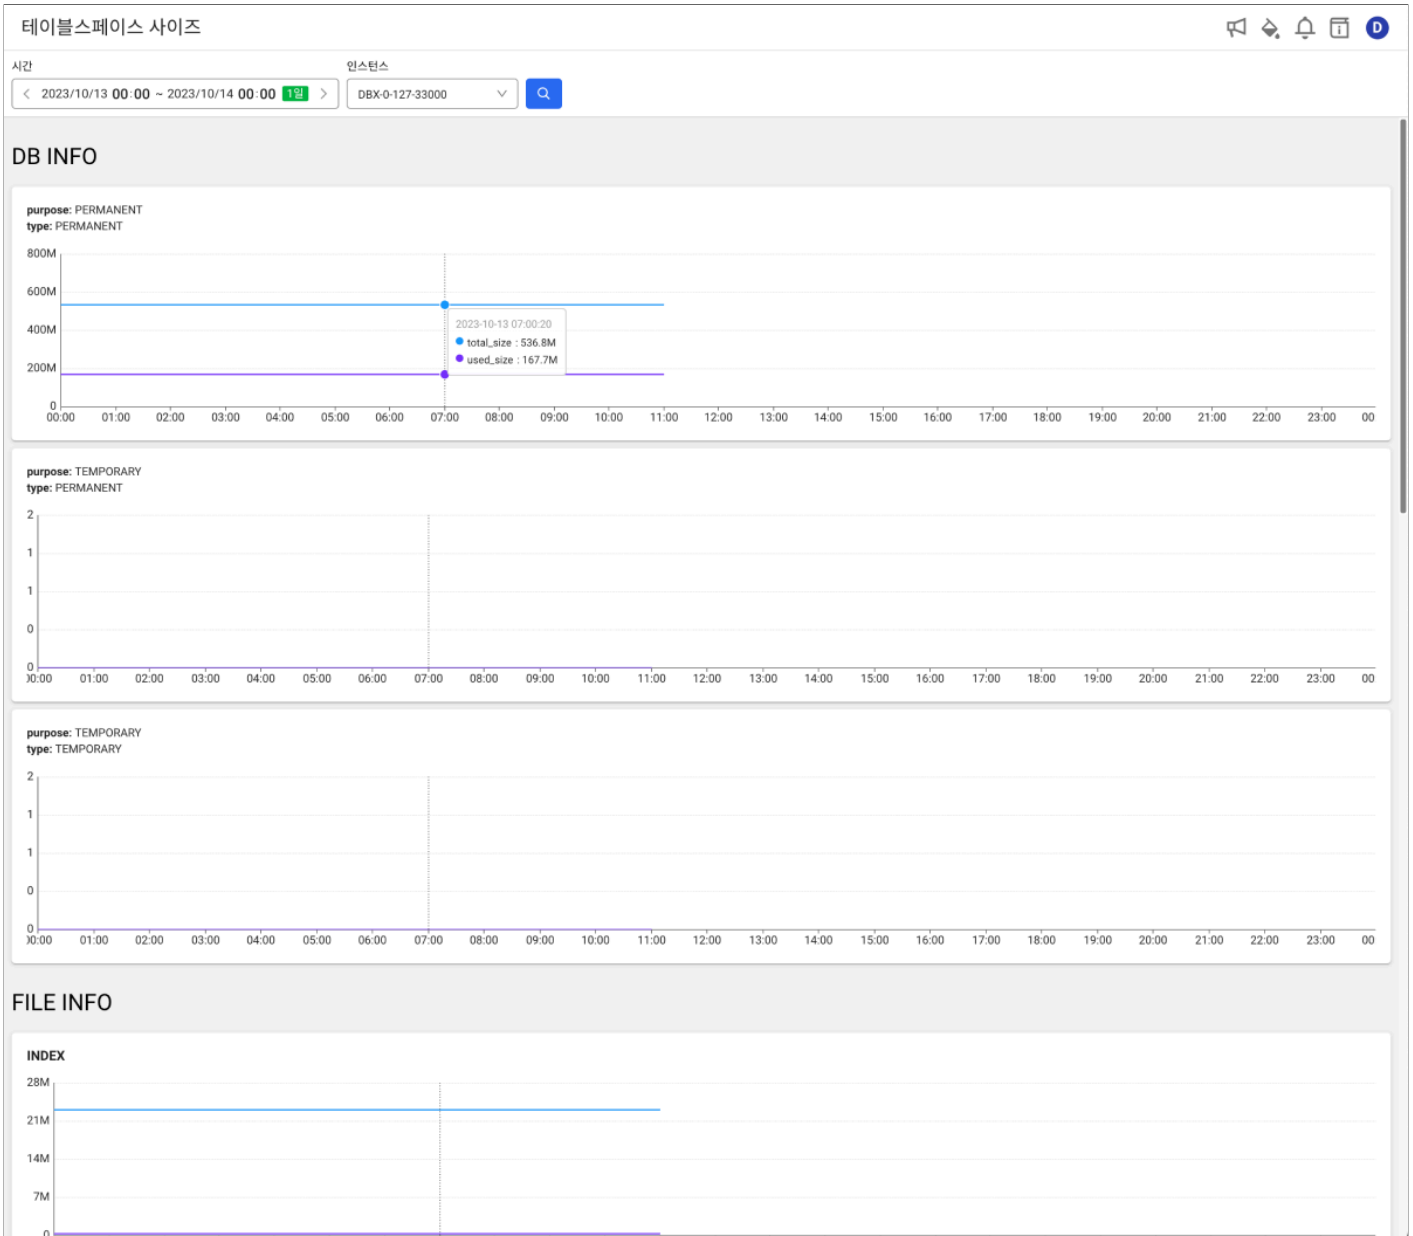 테이블스페이스 사이즈
D
시간
인스턴스
2023/10/13 00:00 ~ 2023/10/14 00:00 1일
DBX-0-127-33000
DB INFO
purpose: PERMANENT
type: PERMANENT
800M
600M
400M
200M
0
2023-10-13 07:00:20
total_size : 536.8M
used_size : 167.7M
00:00 01:00 02:00 03:00 04:00 05:00 06:00 07:00 08:00 09:00 10:00 11:00 12:00 13:00 14:00 15:00 16:00 17:00 18:00 19:00 20:00 21:00 22:00 23:00 00
purpose: TEMPORARY
type: PERMANENT
2
1
1
0
0
00:00 01:00 02:00 03:00 04:00 05:00 06:00 07:00 08:00 09:00 10:00 11:00 12:00 13:00 14:00 15:00 16:00 17:00 18:00 19:00 20:00 21:00 22:00 23:00 00
purpose: TEMPORARY
type: TEMPORARY
2
1
1
0
0
00:00 01:00 02:00 03:00 04:00 05:00 06:00 07:00 08:00 09:00 10:00 11:00 12:00 13:00 14:00 15:00 16:00 17:00 18:00 19:00 20:00 21:00 22:00 23:00 00
FILE INFO
INDEX
28M
21M
14M
7M
0